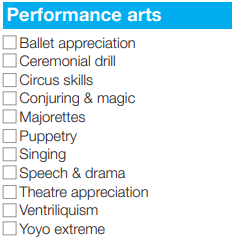 Performance arts
Ballet appreciation
Ceremonial drill
Circus skills
Conjuring & magic
Majorettes
Puppetry
Singing
Speech & drama
Theatre appreciation
Ventriliquism
Yoyo extreme